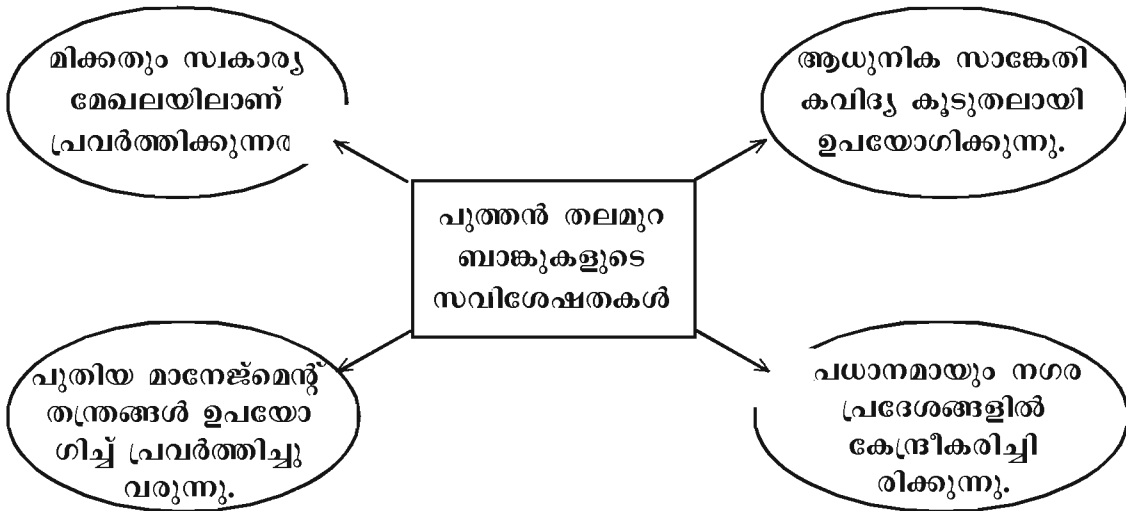 മിക്കതും സ്വകാര്യ
മേഖലയിലാണ്
പ്രവർത്തിക്കുന്നത
ആധുനിക സാങ്കേതി
കവിദ്യ കൂടുതലായി
ഉപയോഗിക്കുന്നു.
പുത്തൻ തലമുറ
ബാങ്കുകളുടെ
സവിശേഷതകൾ
പുതിയ മാനേജ്മെന്റ്
തന്ത്രങ്ങൾ ഉപയോ
ഗിച്ച് പ്രവർത്തിച്ചു
വരുന്നു.
പധാനമായും നഗര
പ്രദേശങ്ങളിൽ
കേന്ദ്രീകരിച്ചി
രിക്കുന്നു.